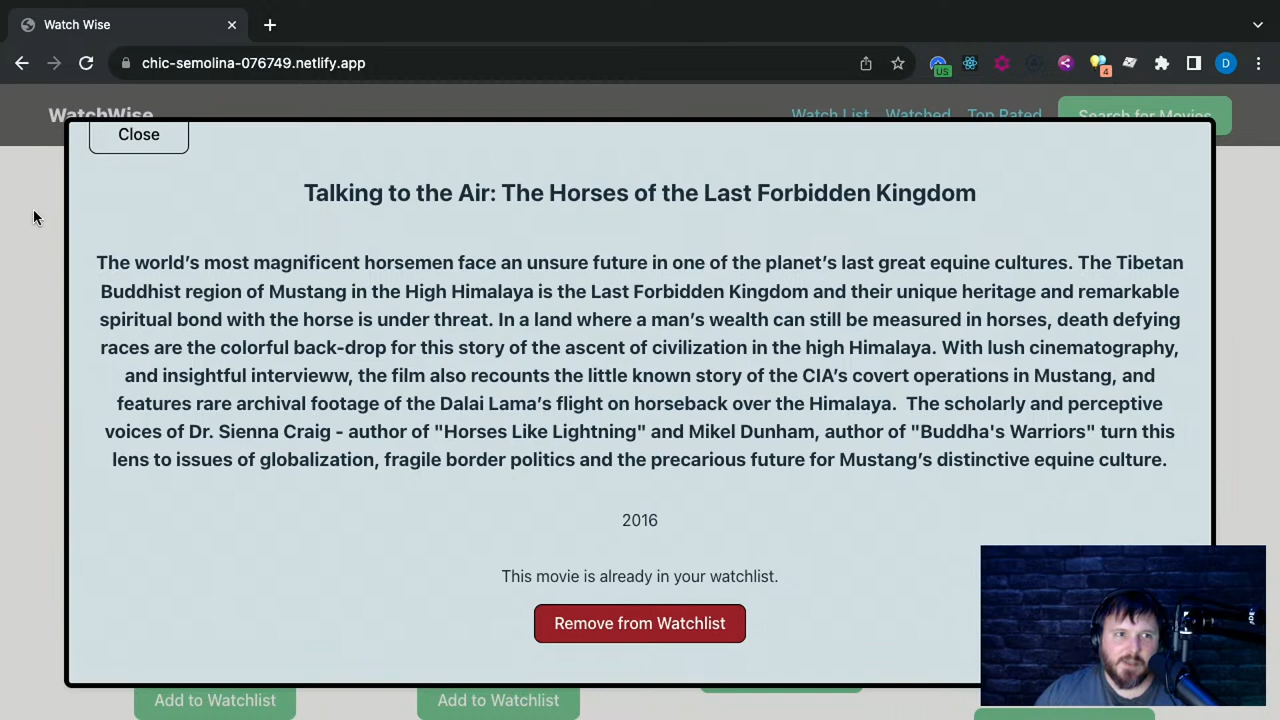 Watch Wise
chic-semolina-076749.netlify.app
US
4
D
WatchWise
Watch List
Watched
Top Rated
Search for Movies
Close
Talking to the Air: The Horses of the Last Forbidden Kingdom
The world’s most magnificent horsemen face an unsure future in one of the planet’s last great equine cultures. The Tibetan
Buddhist region of Mustang in the High Himalaya is the Last Forbidden Kingdom and their unique heritage and remarkable
spiritual bond with the horse is under threat. In a land where a man’s wealth can still be measured in horses, death defying
races are the colorful back-drop for this story of the ascent of civilization in the high Himalaya. With lush cinematography,
and insightful intervieww, the film also recounts the little known story of the CIA’s covert operations in Mustang, and
features rare archival footage of the Dalai Lama’s flight on horseback over the Himalaya.  The scholarly and perceptive
voices of Dr. Sienna Craig - author of "Horses Like Lightning" and Mikel Dunham, author of "Buddha's Warriors" turn this
lens to issues of globalization, fragile border politics and the precarious future for Mustang’s distinctive equine culture.
2016
This movie is already in your watchlist.
Remove from Watchlist
Add to Watchlist
Add to Watchlist